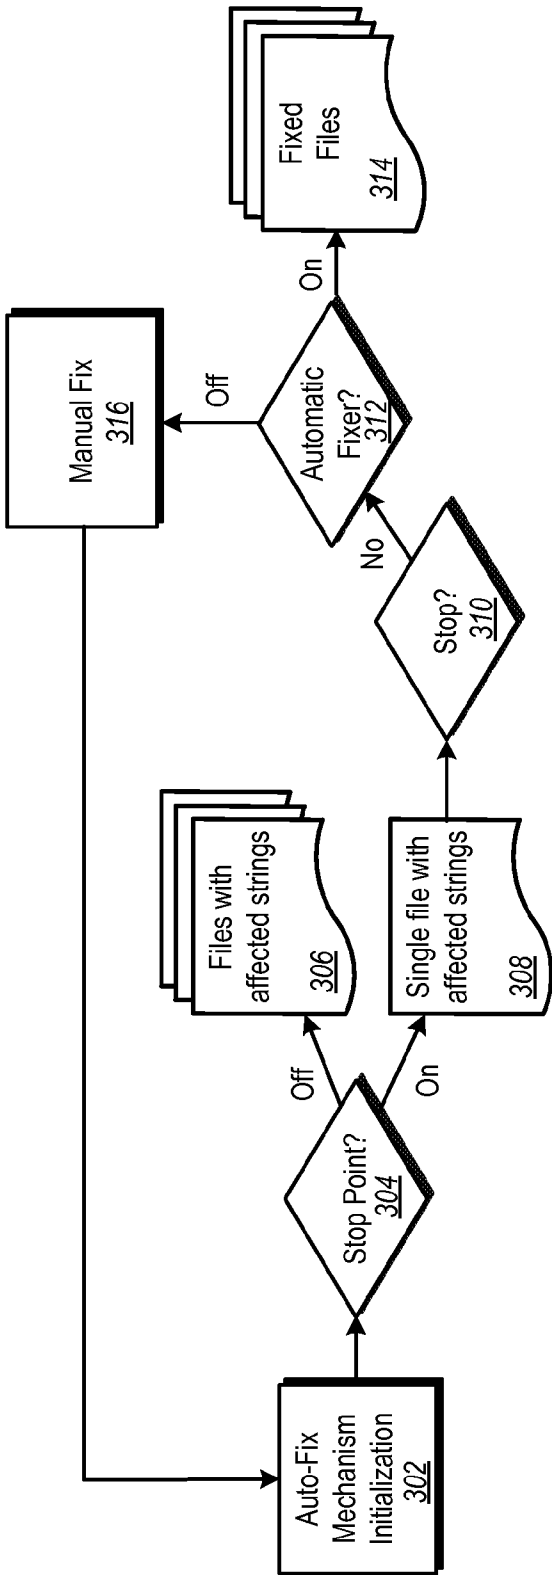 Auto-Fix
Mechanism
Initialization
302
Stop Point?
304
Off
On
Files with
affected strings
306
Single file with
affected strings
308
Stop?
310
No
Automatic
Fixer?
312
Off
On
Manual Fix
316
Fixed
Files
314